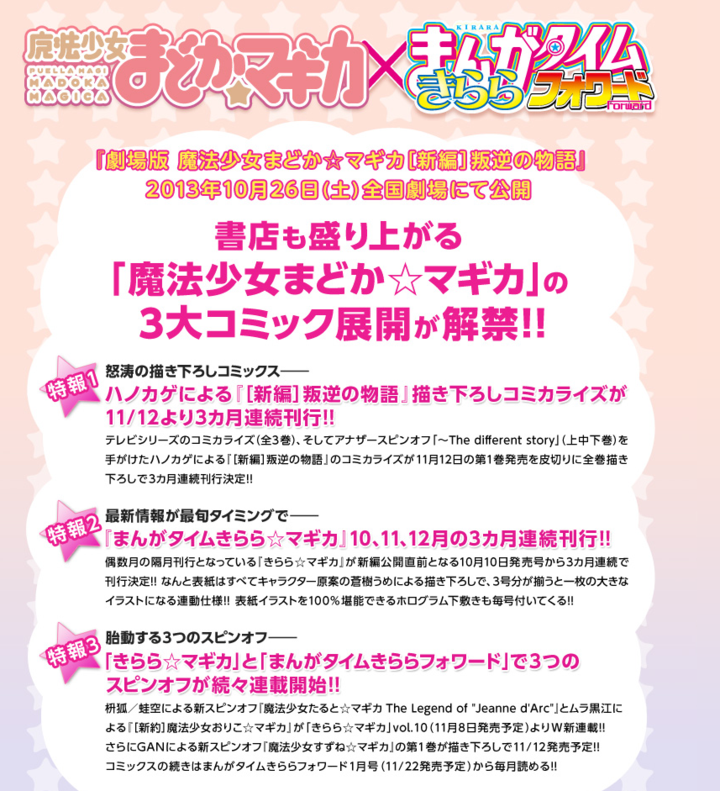 魔法少女
まどか☆マギカ
PUELLA MAGI
MADOKA
MAGICA
×
KIRARA
まんがタイム
きらら
フォワード
forward
『劇場版 魔法少女まどか☆マギカ[新編]叛逆の物語』
2013年10月26日(土)全国劇場にて公開
書店も盛り上がる
「魔法少女まどか☆マギカ」の
3大コミック展開が解禁!!
特報1
怒涛の描き下ろしコミックス――
ハノカゲによる『[新編]叛逆の物語』描き下ろしコミカライズが
11/12より3カ月連続刊行!!
テレビシリーズのコミカライズ(全3巻)、そしてアナザースピンオフ「〜The different story」(上中下巻)を
手がけたハノカゲによる『[新編]叛逆の物語』のコミカライズが11月12日の第1巻発売を皮切りに全巻描き
下ろしで3カ月連続刊行決定!!
特報2
最新情報が最旬タイミングで――
『まんがタイムきらら☆マギカ』10、11、12月の3カ月連続刊行!!
偶数月の隔月刊行となっている『きらら☆マギカ』が新編公開直前となる10月10日発売号から3カ月連続で
刊行決定!! なんと表紙はすべてキャラクター原案の蒼樹うめによる描き下ろしで、3号分が揃うと一枚の大きな
イラストになる連動仕様!! 表紙イラストを100%堪能できるホログラム下敷きも毎号付いてくる!!
特報3
胎動する3つのスピンオフ――
「きらら☆マギカ」と「まんがタイムきららフォワード」で3つの
スピンオフが続々連載開始!!
枡狐／蛙空による新スピンオフ『魔法少女たると☆マギカ The Legend of "Jeanne d'Arc"』とムラ黒江に
よる『[新約]魔法少女おりこ☆マギカ』が「きらら☆マギカ」vol.10(11月8日発売予定)よりW新連載!!
さらにGANによる新スピンオフ『魔法少女すずね☆マギカ』の第1巻が描き下ろしで11/12発売予定!!
コミックスの続きはまんがタイムきららフォワード1月号(11/22発売予定)から毎月読める!!